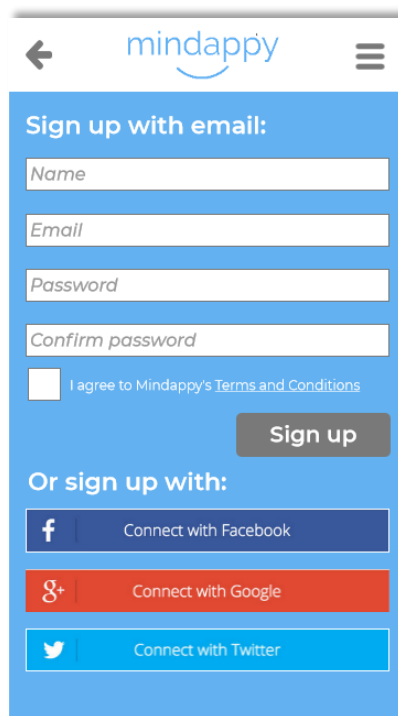 mindappy
Sign up with email:
Name
Email
Password
Confirm password
I agree to Mindappy's Terms and Conditions
Sign up
Or sign up with:
f Connect with Facebook
g+ Connect with Google
Connect with Twitter